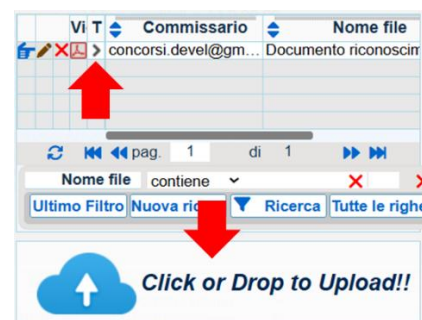 Vi T Commissario Nome file
concorsi.devel@gm... Documento riconoscim
pag. 1 di 1
Nome file contiene
Ultimo Filtro Nuova Ricerca Tutte le righe
Click or Drop to Upload!!